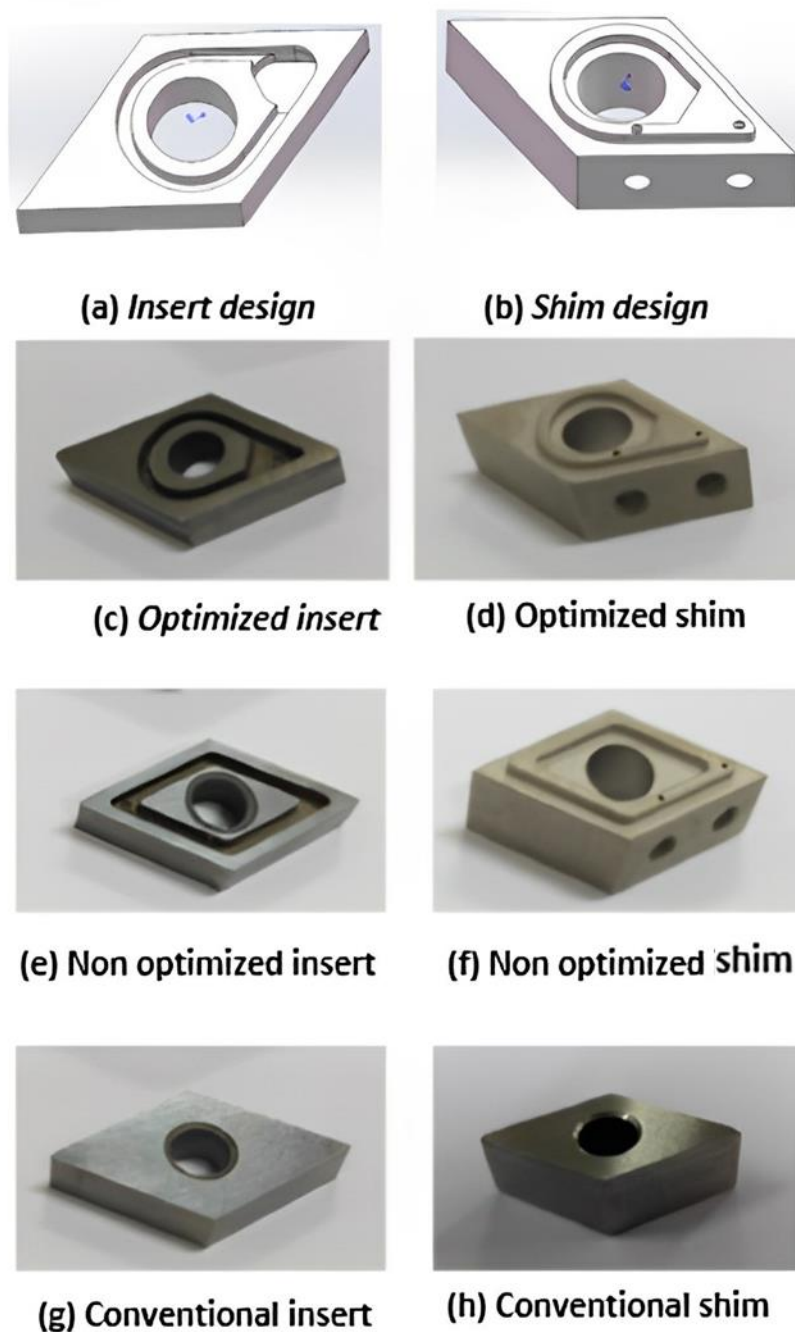 (a) Insert design
(b) Shim design
(c) Optimized insert
(d) Optimized shim
(e) Non optimized insert
(f) Non optimized shim
(g) Conventional insert
(h) Conventional shim